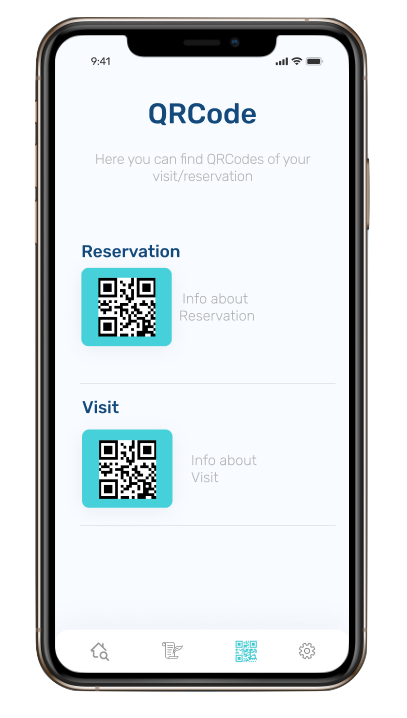 9:41
QRCode
Here you can find QRCodes of your
visit/reservation
Reservation
Info about
Reservation
Visit
Info about
Visit